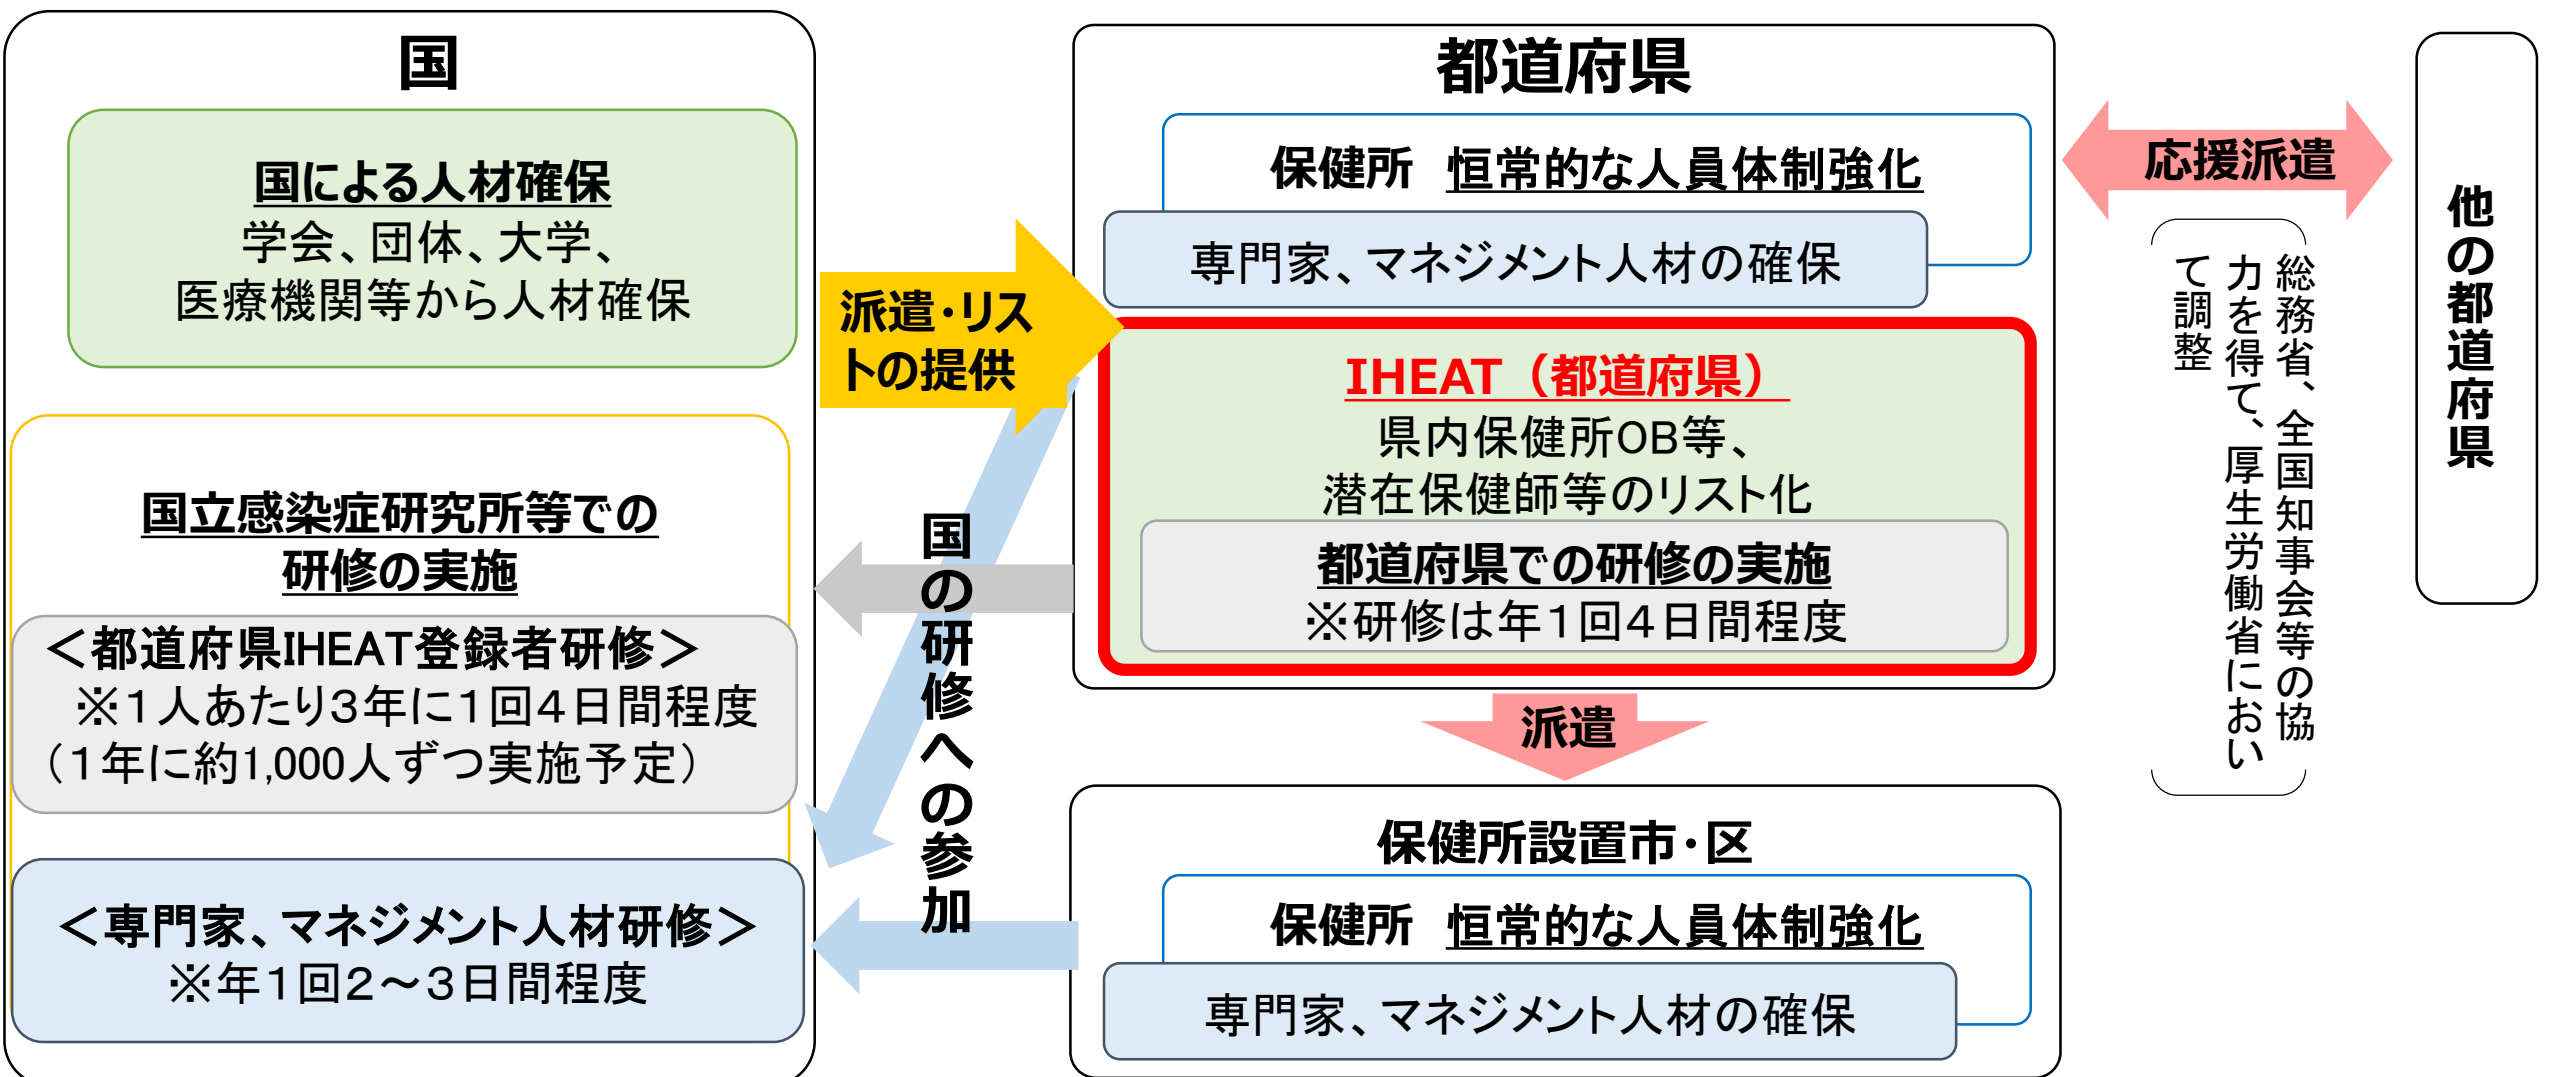 国
国による人材確保
学会、団体、大学、
医療機関等から人材確保
国立感染症研究所等での
研修の実施
＜都道府県IHEAT登録者研修＞
※１人あたり３年に１回４日間程度
（１年に約1,000人ずつ実施予定）
＜専門家、マネジメント人材研修＞
※年１回２～３日間程度
派遣・リス
トの提供
国の研修への参加
都道府県
保健所　恒常的な人員体制強化
専門家、マネジメント人材の確保
IHEAT（都道府県）
県内保健所OB等、
潜在保健師等のリスト化
都道府県での研修の実施
※研修は年１回４日間程度
派遣
保健所設置市・区
保健所　恒常的な人員体制強化
専門家、マネジメント人材の確保
応援派遣
総務省、全国知事会等の協
力を得て、厚生労働省におい
て調整
他の都道府県